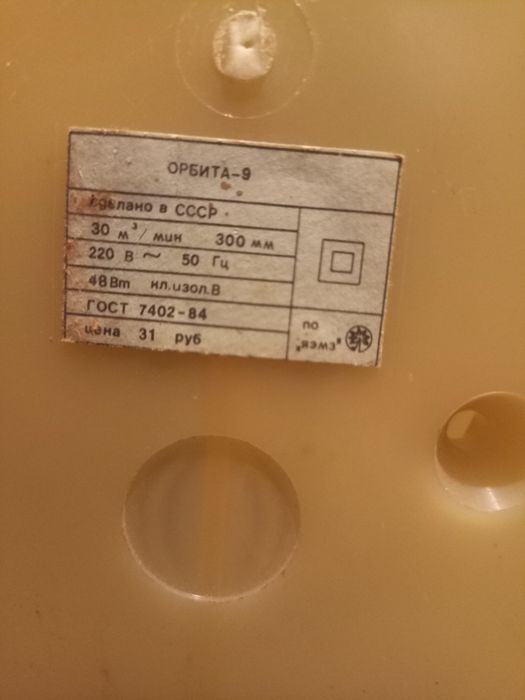 ОРБИТА-9
сделано в СССР
30 м³/мин 300 мм
220 В ~ 50 Гц
48Вт кл.изол.В
ГОСТ 7402-84
цена 31 руб
ПО
"ЯЭМЗ"